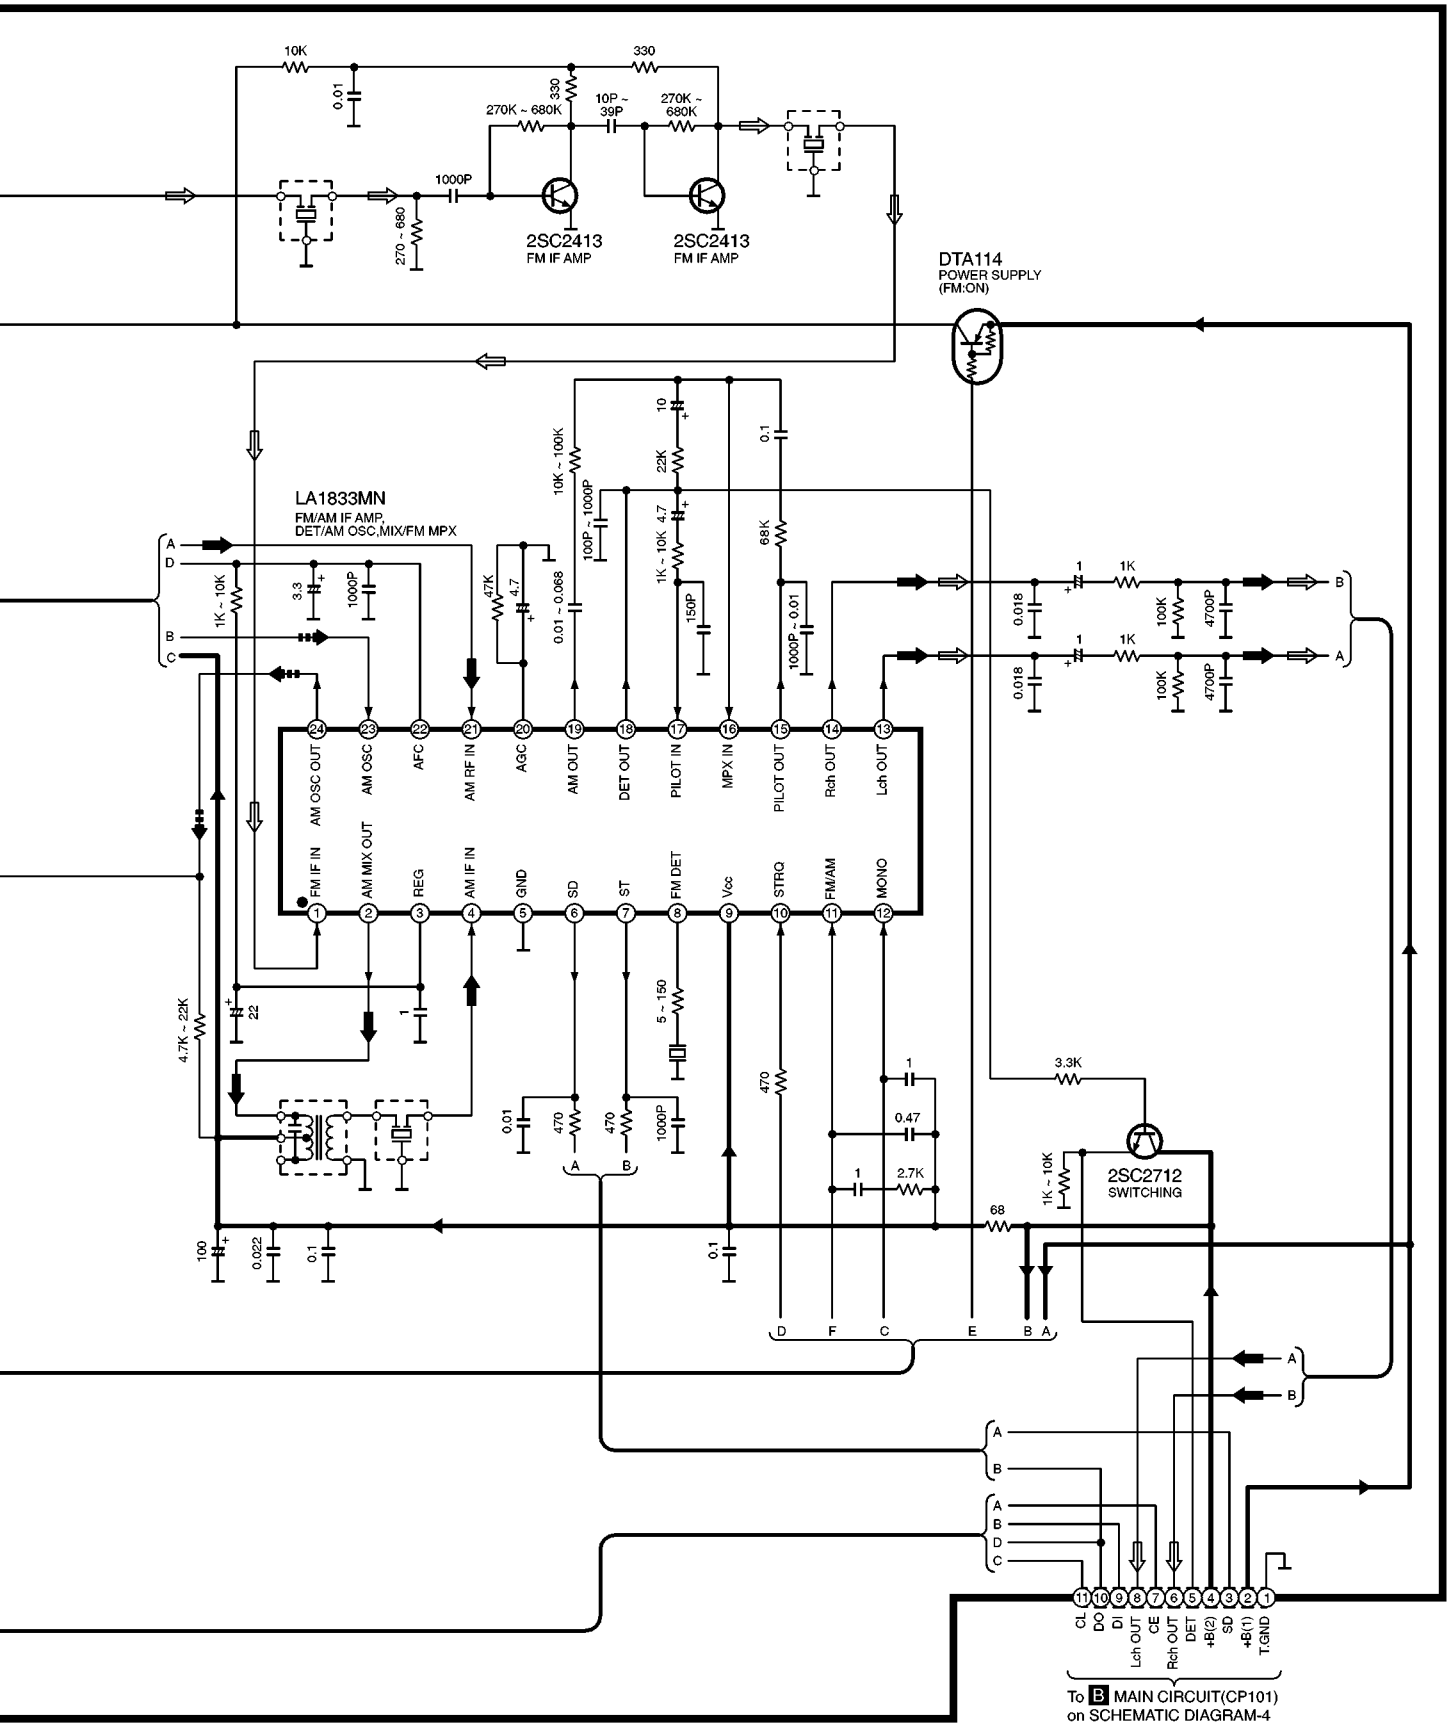 10K
330
0.01
330
270K ~ 680K
10P ~
39P
270K ~
680K
1000P
270 ~ 680
2SC2413
FM IF AMP
2SC2413
FM IF AMP
DTA114
POWER SUPPLY
(FM:ON)
LA1833MN
FM/AM IF AMP,
DET/AM OSC,MIX/FM MPX
10K ~ 100K
10
+
22K
0.1
100P ~ 1000P
4.7
+
1K ~ 10K
68K
A
D
B
C
1K ~ 10K
3.3
+
1000P
47K
4.7
+
0.01 ~ 0.068
150P
1000P ~ 0.01
1
+
1K
0.018
100K
4700P
B
1
+
1K
0.018
100K
4700P
A
24
23
22
21
20
19
18
17
16
15
14
13
AM OSC OUT
AM OSC
AFC
AM RF IN
AGC
AM OUT
DET OUT
PILOT IN
MPX IN
PILOT OUT
Rch OUT
Lch OUT
FM IF IN
AM MIX OUT
REG
AM IF IN
GND
SD
ST
FM DET
Vcc
STRQ
FM/AM
MONO
1
2
3
4
5
6
7
8
9
10
11
12
4.7K ~ 22K
+
22
1
5 ~ 150
470
1
0.47
1
2.7K
3.3K
0.01
470
470
1000P
A
B
1K ~ 10K
2SC2712
SWITCHING
68
100
+
0.022
0.1
0.1
D
F
C
E
B
A
A
B
A
B
A
B
D
C
11
10
9
8
7
6
5
4
3
2
1
CL
DO
DI
Lch OUT
CE
Rch OUT
DET
+B(2)
SD
+B(1)
T.GND
To B MAIN CIRCUIT(CP101)
on SCHEMATIC DIAGRAM-4